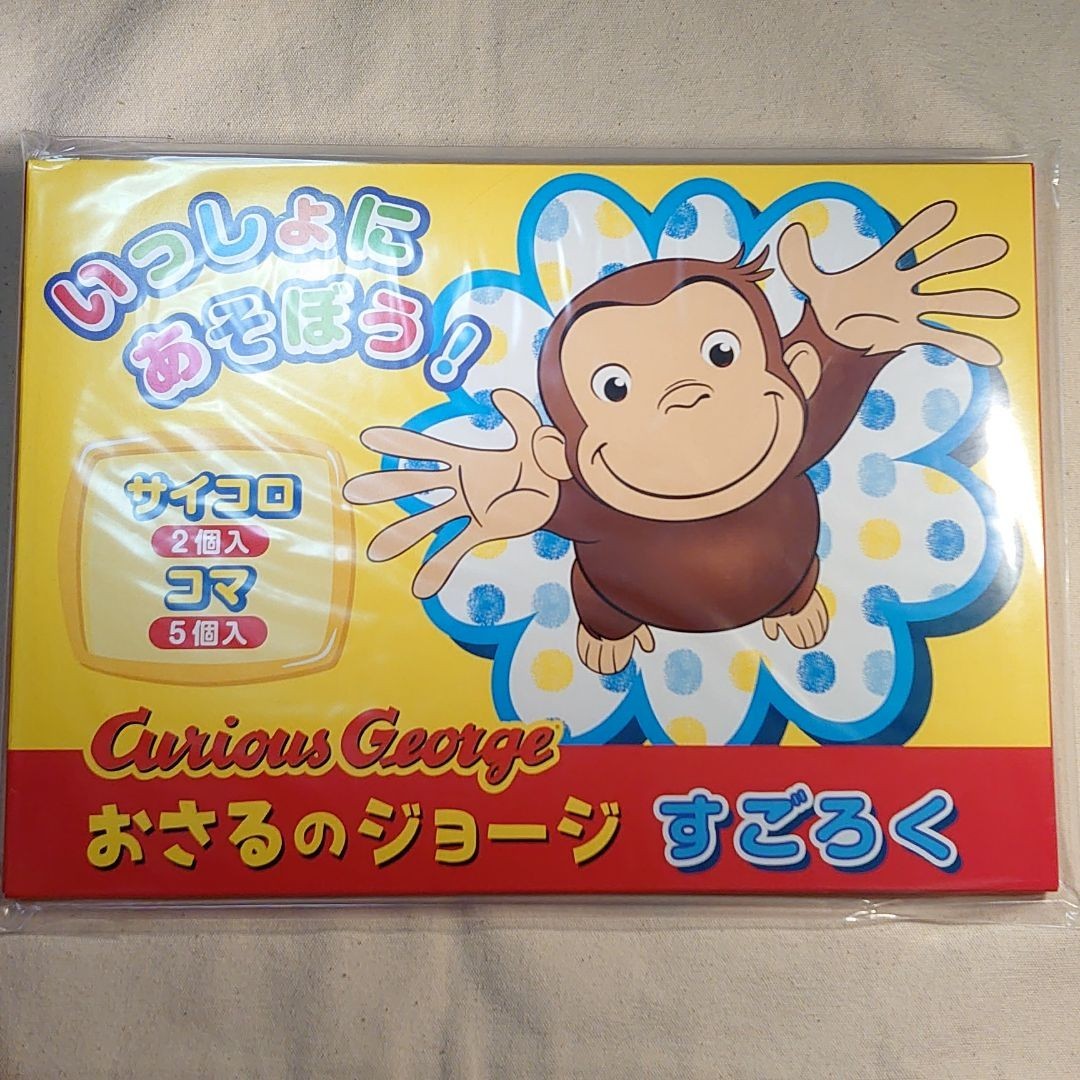 いっしょに
あそぼう!
サイコロ
2個入
コマ
5個入
Curious George
おさるのジョージ すごろく